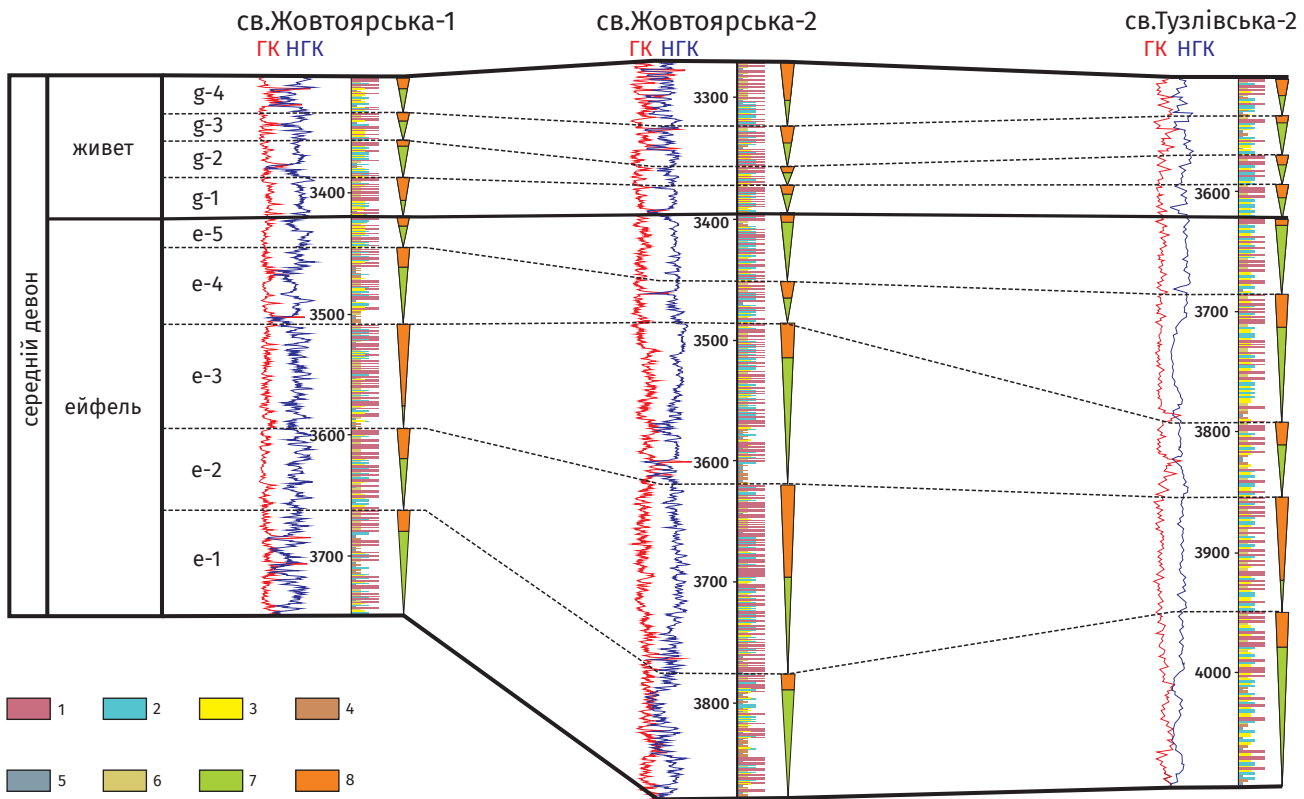 св.Жовтоярська-1
св.Жовтоярська-2
св.Тузлівська-2
ГК НГК
ГК НГК
ГК НГК
середній девон
живет
ейфель
g-4
g-3
g-2
g-1
e-5
e-4
e-3
e-2
e-1
3400
3500
3600
3700
3300
3400
3500
3600
3700
3800
3600
3700
3800
3900
4000
1 2 3 4
5 6 7 8